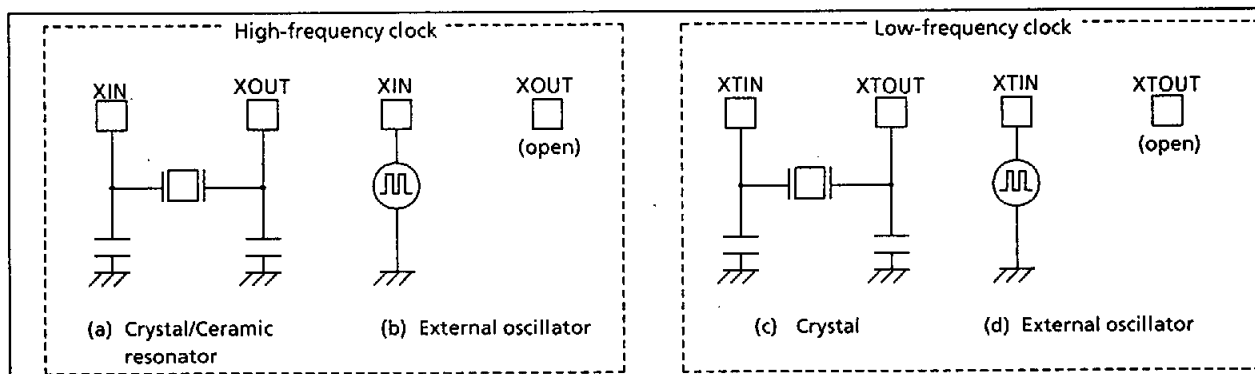 High-frequency clock
XIN XOUT XIN XOUT
(open)
(a) Crystal/Ceramic
resonator
(b) External oscillator
Low-frequency clock
XTIN XTOUT XTIN XTOUT
(open)
(c) Crystal
(d) External oscillator